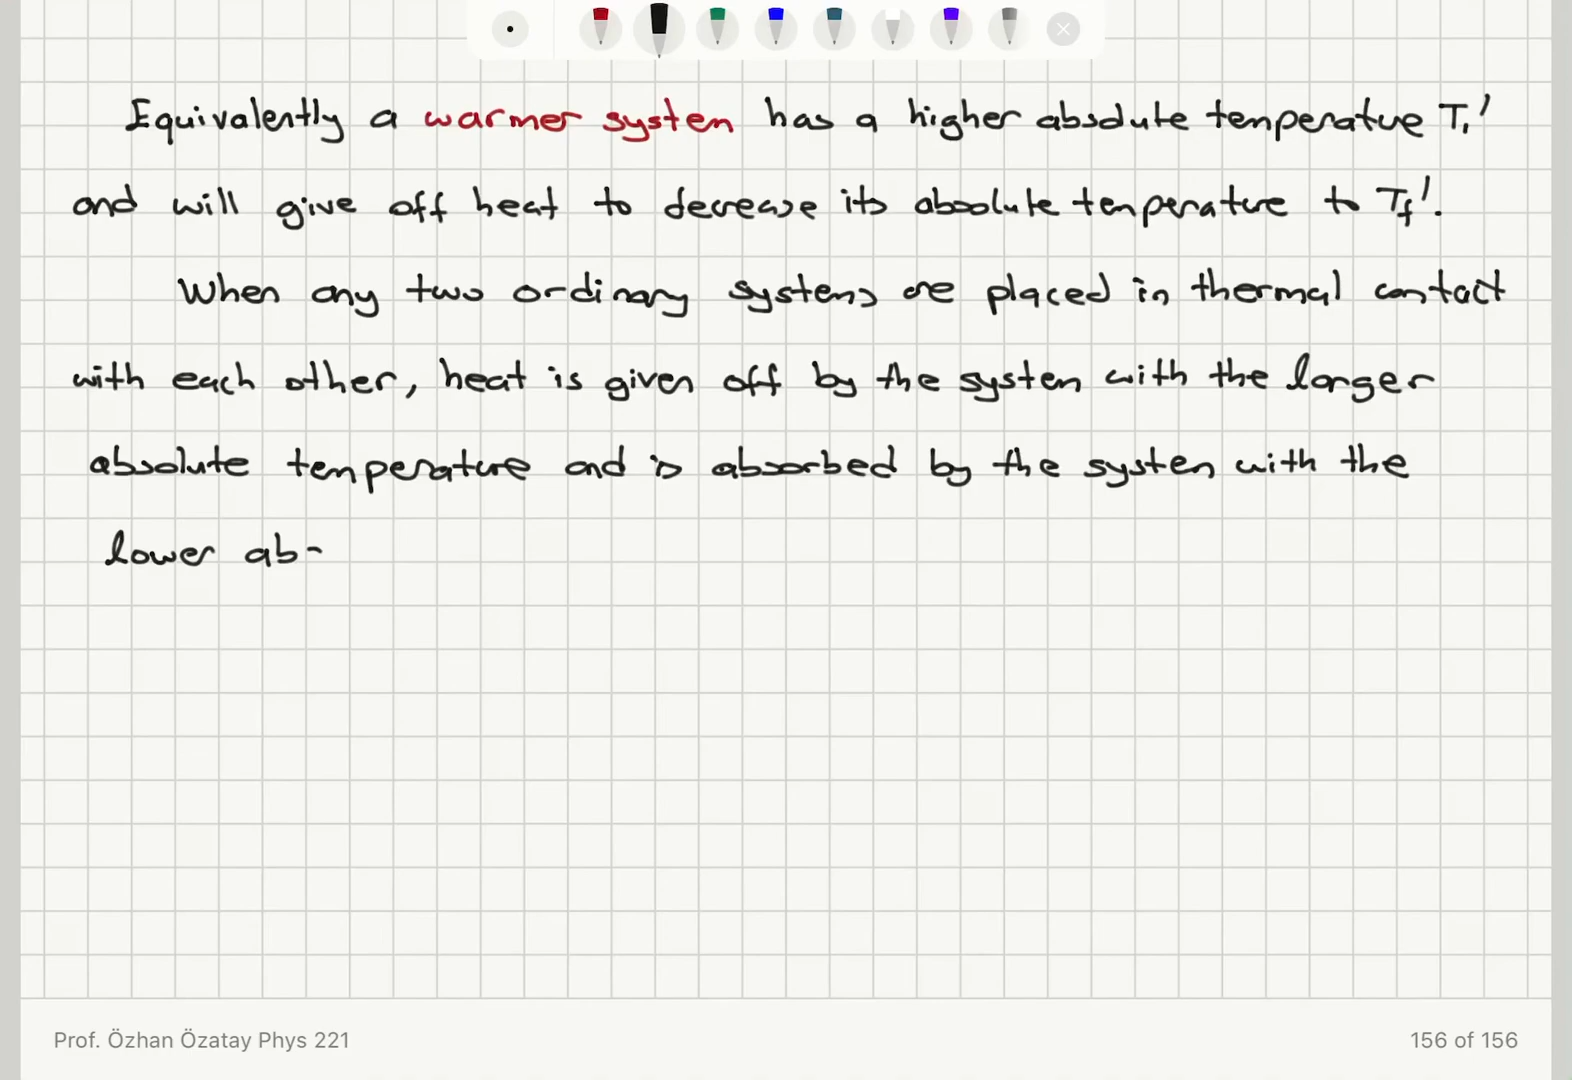 Equivalently a warmer system has a higher absolute temperature Ti'
and will give off heat to decrease its absolute temperature to Tf'.
When any two ordinary systems are placed in thermal contact
with each other, heat is given off by the system with the larger
absolute temperature and is absorbed by the system with the
lower ab-
Prof. Özhan Özatay Phys 221
156 of 156